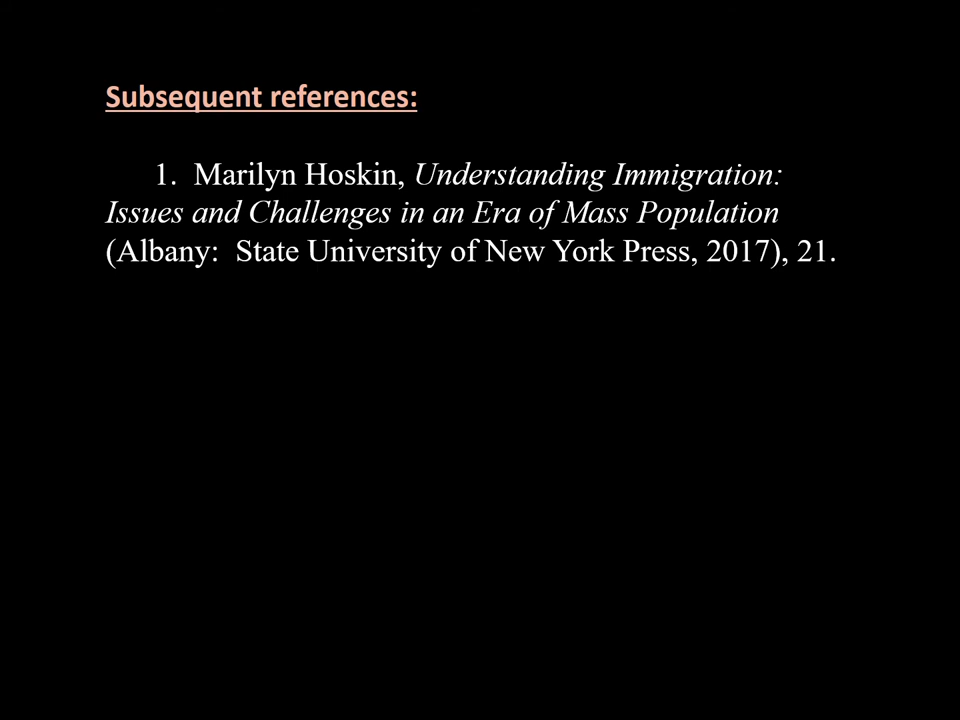 Subsequent references:
1. Marilyn Hoskin, Understanding Immigration:
Issues and Challenges in an Era of Mass Population
(Albany: State University of New York Press, 2017), 21.